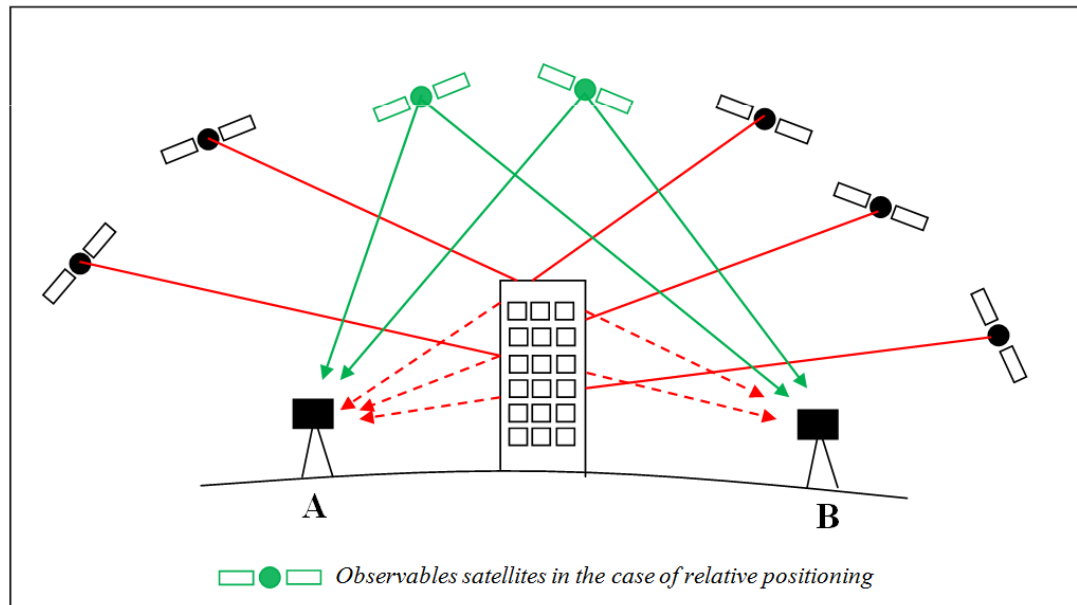 A
B
Observables satellites in the case of relative positioning